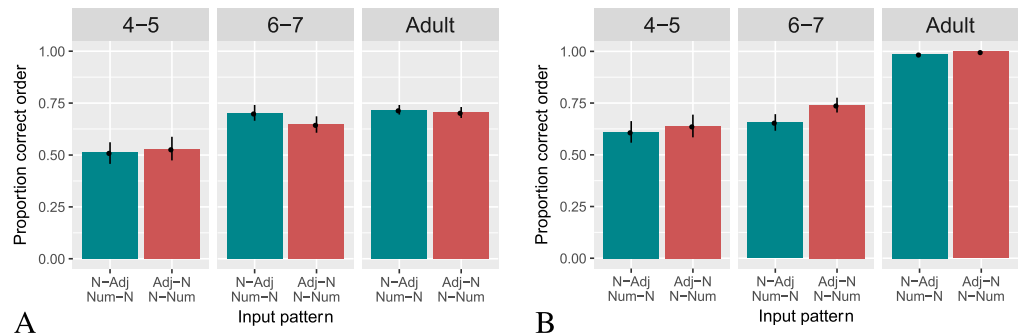 4−5 6−7 Adult
Proportion correct order
1.00
0.75
0.50
0.25
0.00
N−Adj Adj−N N−Adj Adj−N N−Adj Adj−N
Num−N N−Num Num−N N−Num Num−N N−Num
Input pattern
A
4−5 6−7 Adult
Proportion correct order
1.00
0.75
0.50
0.25
0.00
N−Adj Adj−N N−Adj Adj−N N−Adj Adj−N
Num−N N−Num Num−N N−Num Num−N N−Num
Input pattern
B